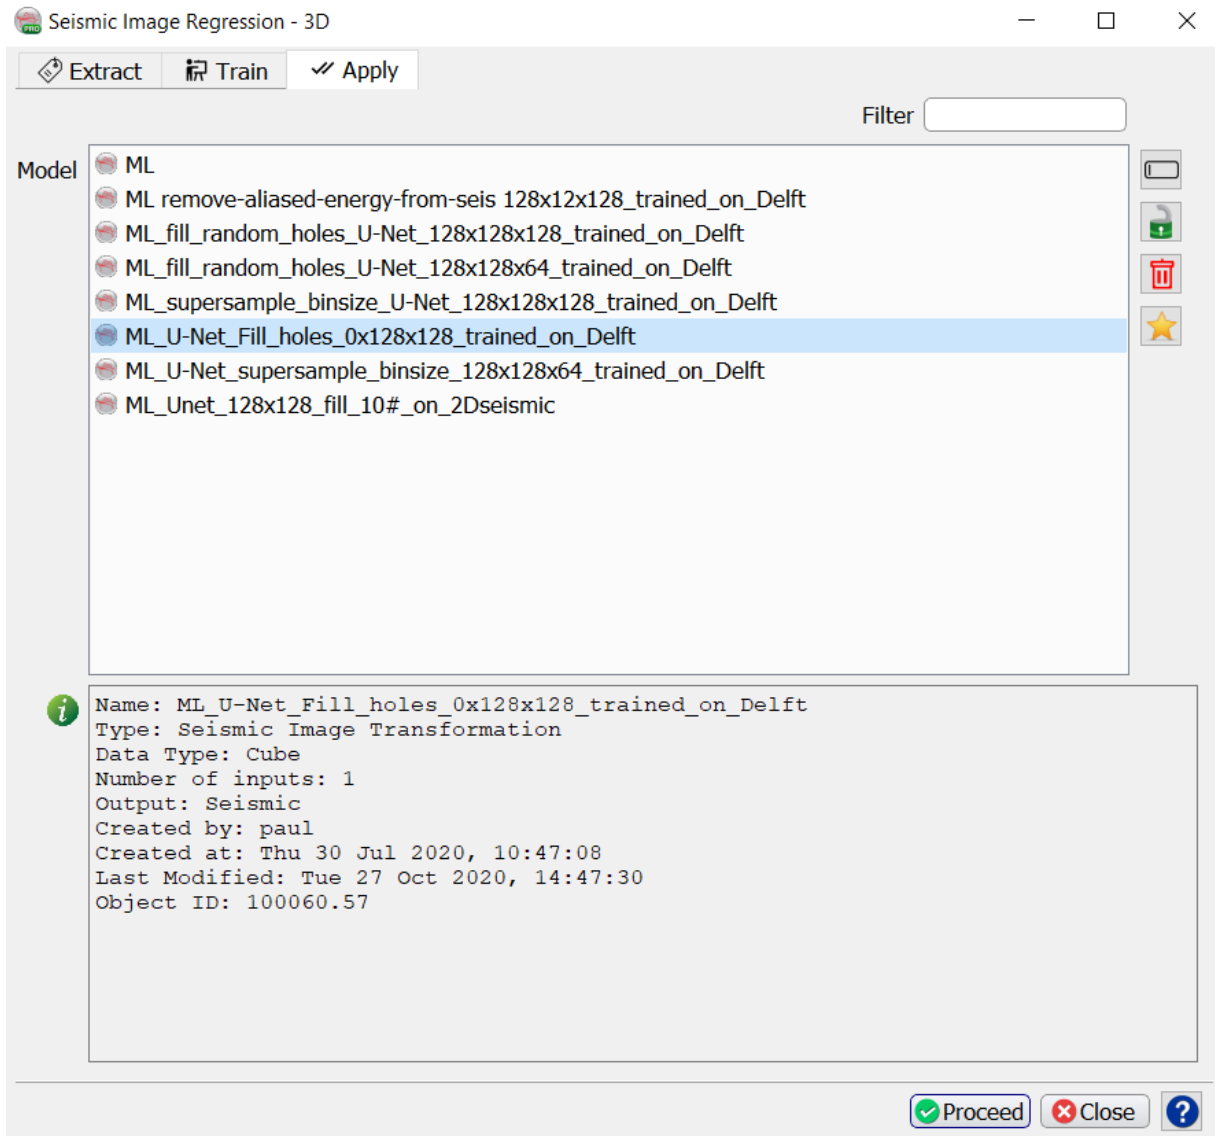 Seismic Image Regression - 3D
Extract Train Apply
Filter
Model
ML
ML remove-aliased-energy-from-seis 128x12x128_trained_on_Delft
ML_fill_random_holes_U-Net_128x128x128_trained_on_Delft
ML_fill_random_holes_U-Net_128x128x64_trained_on_Delft
ML_supersample_binsize_U-Net_128x128x128_trained_on_Delft
ML_U-Net_Fill_holes_0x128x128_trained_on_Delft
ML_U-Net_supersample_binsize_128x128x64_trained_on_Delft
ML_Unet_128x128_fill_10#_on_2Dseismic
Name: ML_U-Net_Fill_holes_0x128x128_trained_on_Delft
Type: Seismic Image Transformation
Data Type: Cube
Number of inputs: 1
Output: Seismic
Created by: paul
Created at: Thu 30 Jul 2020, 10:47:08
Last Modified: Tue 27 Oct 2020, 14:47:30
Object ID: 100060.57
Proceed Close ?